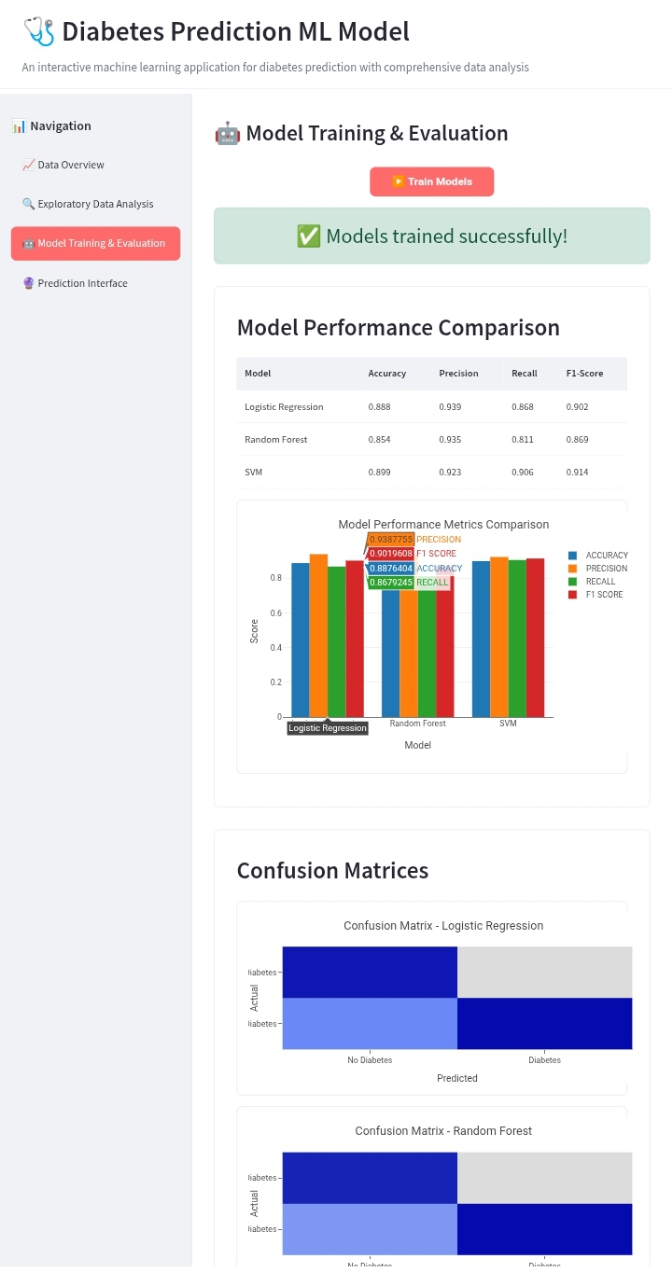 Diabetes Prediction ML Model
An interactive machine learning application for diabetes prediction with comprehensive data analysis
Navigation
Data Overview
Exploratory Data Analysis
Model Training & Evaluation
Prediction Interface
Model Training & Evaluation
Train Models
Models trained successfully!
Model Performance Comparison
Model Accuracy Precision Recall F1-Score
Logistic Regression 0.888 0.939 0.868 0.902
Random Forest 0.854 0.935 0.811 0.869
SVM 0.899 0.923 0.906 0.914
Model Performance Metrics Comparison
0.9387755 PRECISION
0.9019608 F1 SCORE
0.8876404 ACCURACY
0.8679245 RECALL
ACCURACY
PRECISION
RECALL
F1 SCORE
0.8
0.6
0.4
0.2
0
Score
Logistic Regression Random Forest SVM
Model
Confusion Matrices
Confusion Matrix - Logistic Regression
iabetes
iabetes
Actual
No Diabetes Diabetes
Predicted
Confusion Matrix - Random Forest
iabetes
iabetes
Actual
No Diabetes Diabetes